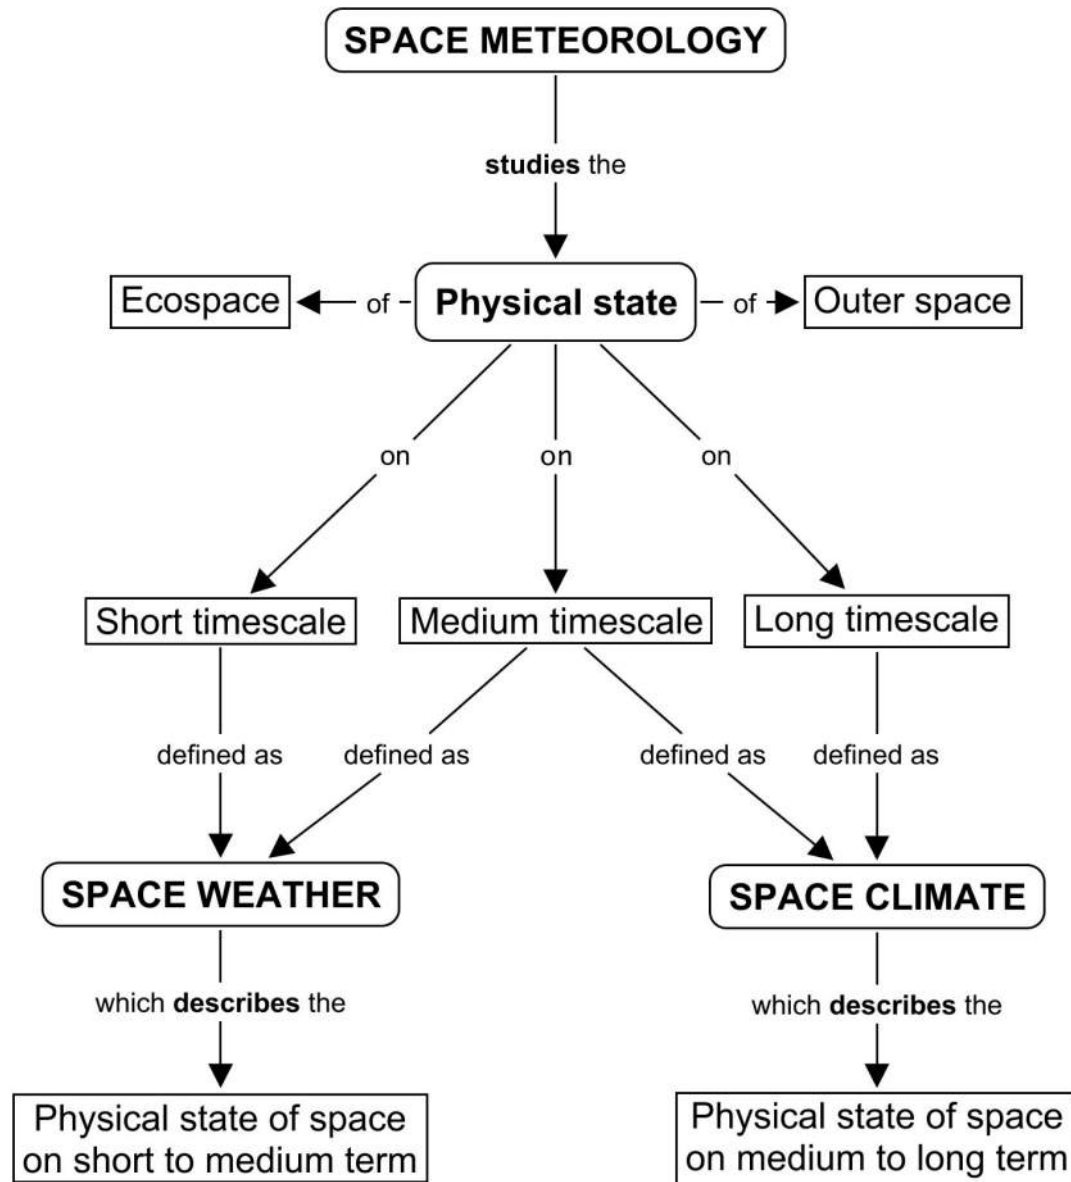 SPACE METEOROLOGY
studies the
Ecospace
of
Physical state
of
Outer space
on
on
on
Short timescale
Medium timescale
Long timescale
defined as
defined as
defined as
defined as
SPACE WEATHER
SPACE CLIMATE
which describes the
which describes the
Physical state of space
on short to medium term
Physical state of space
on medium to long term